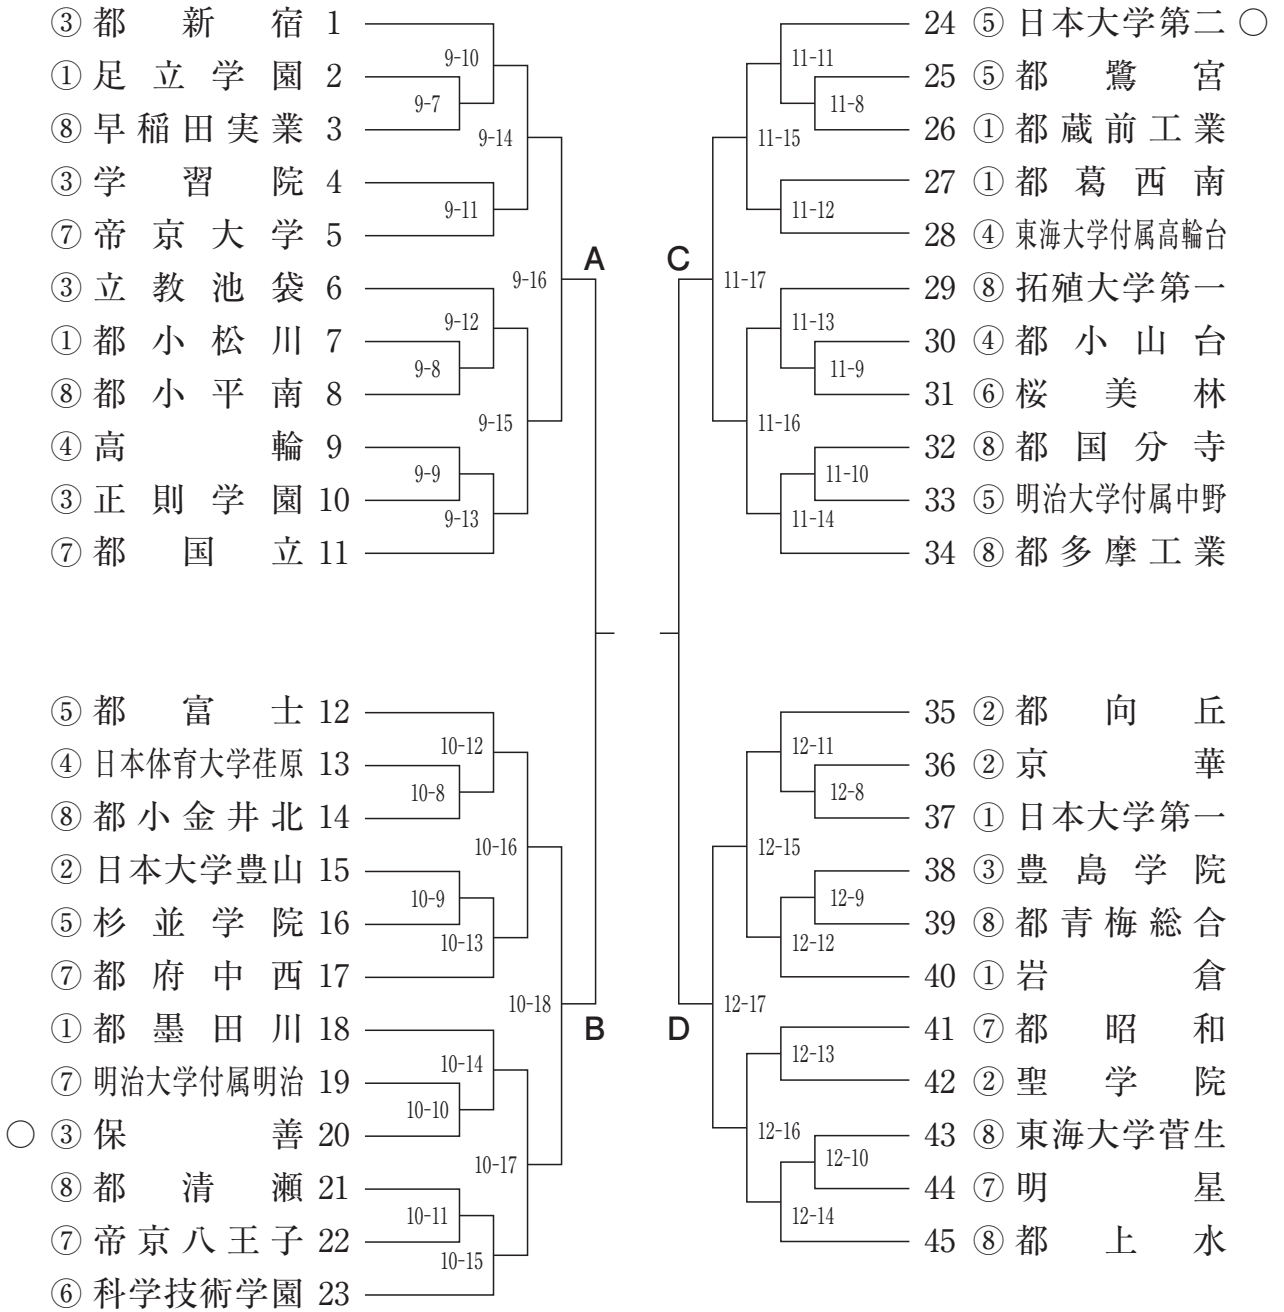 ③ 都新宿 1
① 足立学園 2
⑧ 早稲田実業 3
③ 学習院 4
⑦ 帝京大学 5
③ 立教池袋 6
① 都小松川 7
⑧ 都小平南 8
④ 高輪 9
③ 正則学園 10
⑦ 都国立 11
9-10
9-7
9-14
9-11
9-16
A
9-12
9-8
9-15
9-9
9-13
⑤ 都富士 12
④ 日本体育大学荏原 13
⑧ 都小金井北 14
② 日本大学豊山 15
⑤ 杉並学院 16
⑦ 都府中西 17
① 都墨田川 18
⑦ 明治大学付属明治 19
○ ③ 保善 20
⑧ 都清瀬 21
⑦ 帝京八王子 22
⑥ 科学技術学園 23
10-12
10-8
10-16
10-9
10-13
10-18
B
10-14
10-10
10-17
10-11
10-15
24 ⑤ 日本大学第二 ○
25 ⑤ 都鷺宮
26 ① 都蔵前工業
27 ① 都葛西南
28 ④ 東海大学付属高輪台
29 ⑧ 拓殖大学第一
30 ④ 都小山台
31 ⑥ 桜美林
32 ⑧ 都国分寺
33 ⑤ 明治大学付属中野
34 ⑧ 都多摩工業
11-11
11-8
11-15
11-12
C
11-17
11-13
11-9
11-16
11-10
11-14
35 ② 都向丘
36 ② 京華
37 ① 日本大学第一
38 ③ 豊島学院
39 ⑧ 都青梅総合
40 ① 岩倉
41 ⑦ 都昭和
42 ② 聖学院
43 ⑧ 東海大学菅生
44 ⑦ 明星
45 ⑧ 都上水
12-11
12-8
12-15
12-9
12-12
D
12-17
12-13
12-16
12-10
12-14